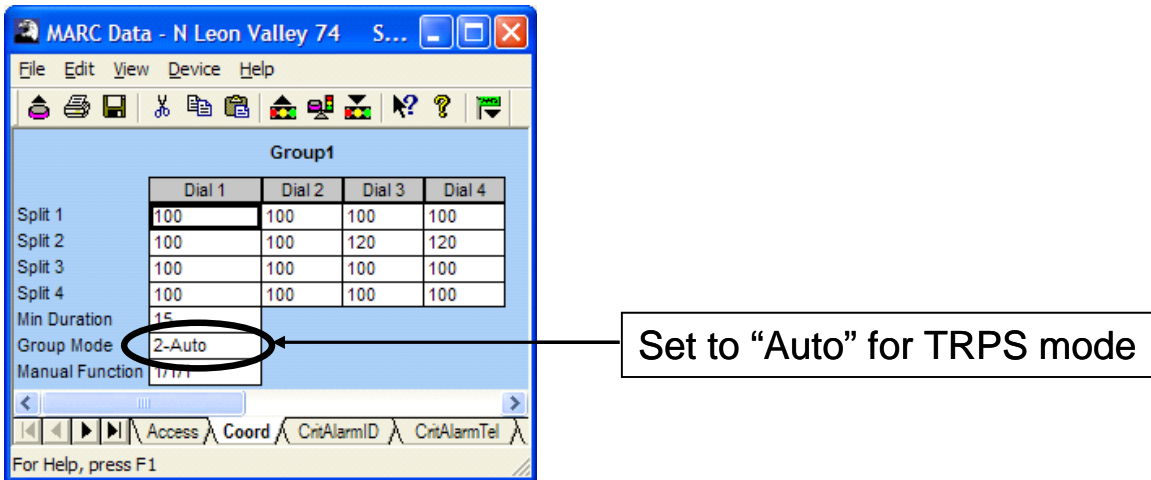 MARC Data - N Leon Valley 74 S...
File Edit View Device Help
Group1
Dial 1 Dial 2 Dial 3 Dial 4
Split 1 100 100 100 100
Split 2 100 100 120 120
Split 3 100 100 100 100
Split 4 100 100 100 100
Min Duration 15
Group Mode 2-Auto
Manual Function 1/1/1
Set to “Auto” for TRPS mode
Access Coord CritAlarmID CritAlarmTel
For Help, press F1